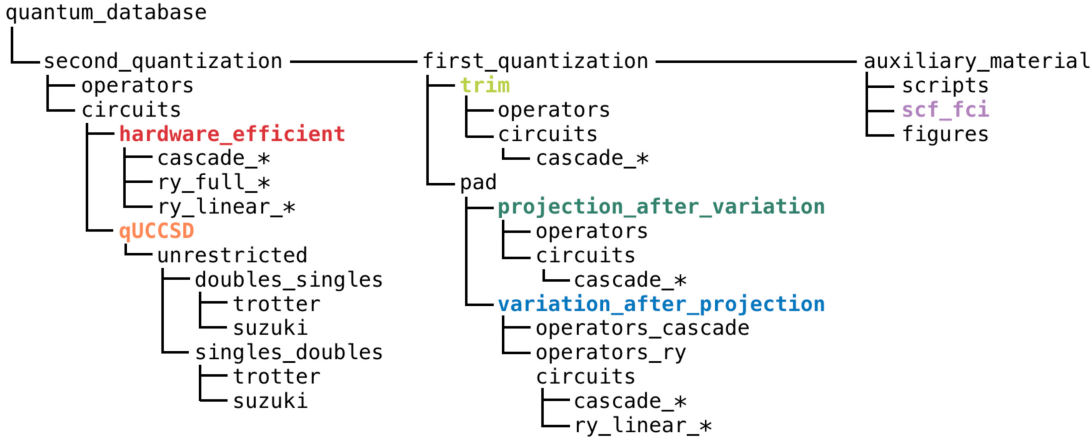 quantum_database
second_quantization
operators
circuits
hardware_efficient
cascade_*
ry_full_*
ry_linear_*
qUCCSD
unrestricted
doubles_singles
trotter
suzuki
singles_doubles
trotter
suzuki
first_quantization
trim
operators
circuits
cascade_*
pad
projection_after_variation
operators
circuits
cascade_*
variation_after_projection
operators_cascade
operators_ry
circuits
cascade_*
ry_linear_*
auxiliary_material
scripts
scf_fci
figures